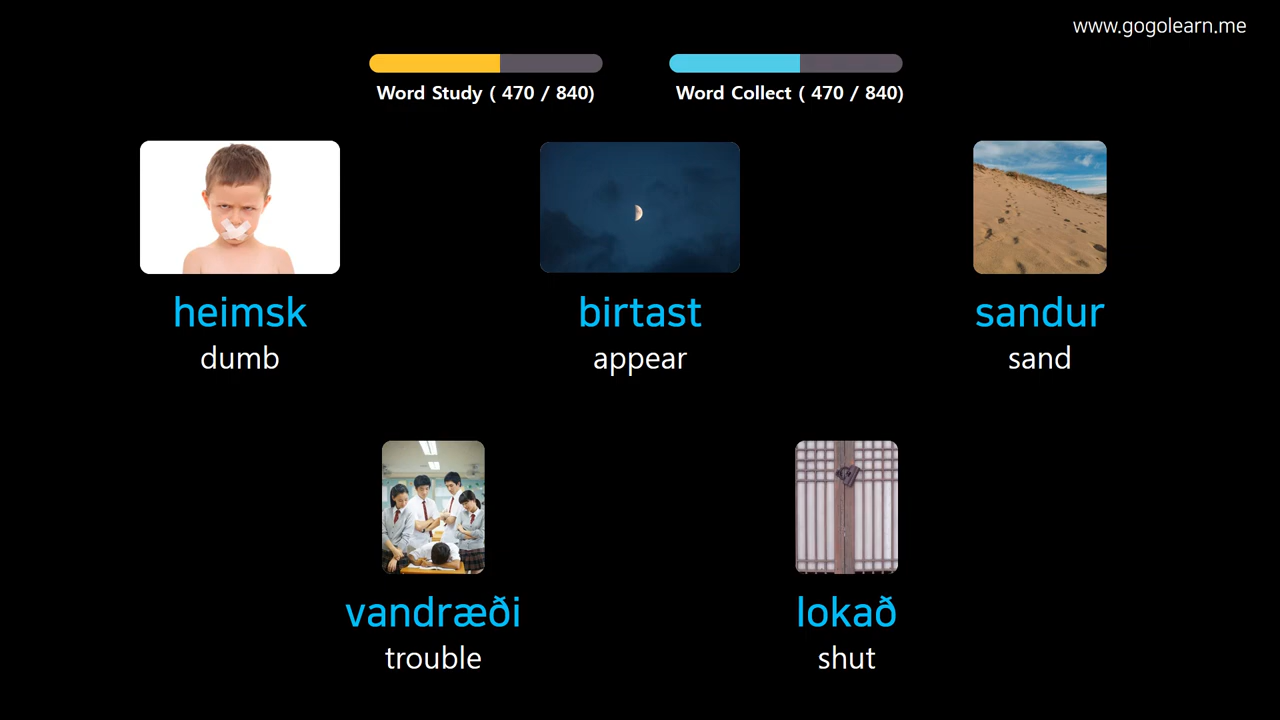 www.gogolearn.me
Word Study ( 470 / 840)
Word Collect ( 470 / 840)
heimsk
dumb
birtast
appear
sandur
sand
vandræði
trouble
lokað
shut